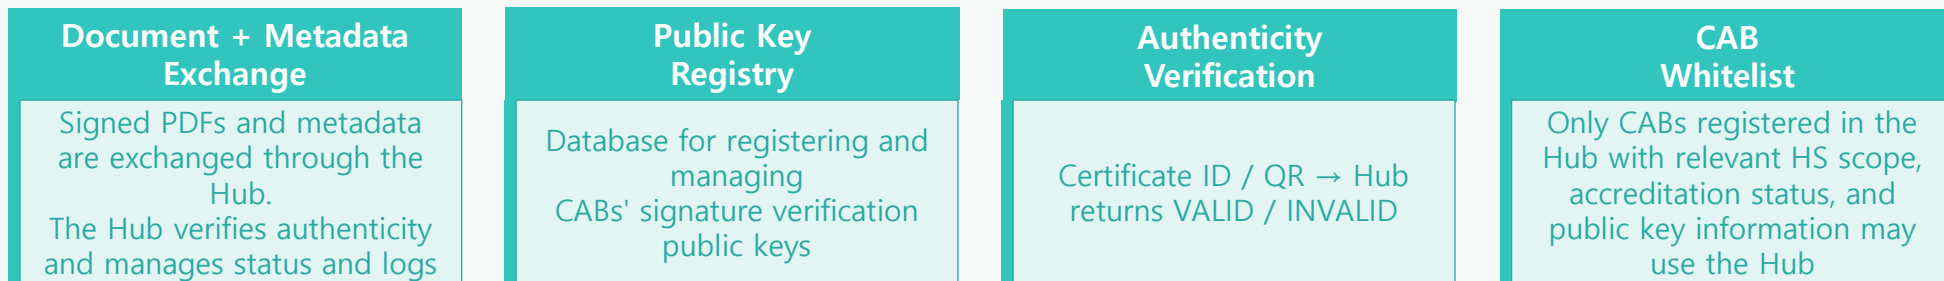 Document + Metadata
Exchange
Signed PDFs and metadata
are exchanged through the
Hub.
The Hub verifies authenticity
and manages status and logs
Public Key
Registry
Database for registering and
managing
CABs' signature verification
public keys
Authenticity
Verification
Certificate ID / QR → Hub
returns VALID / INVALID
CAB
Whitelist
Only CABs registered in the
Hub with relevant HS scope,
accreditation status, and
public key information may
use the Hub